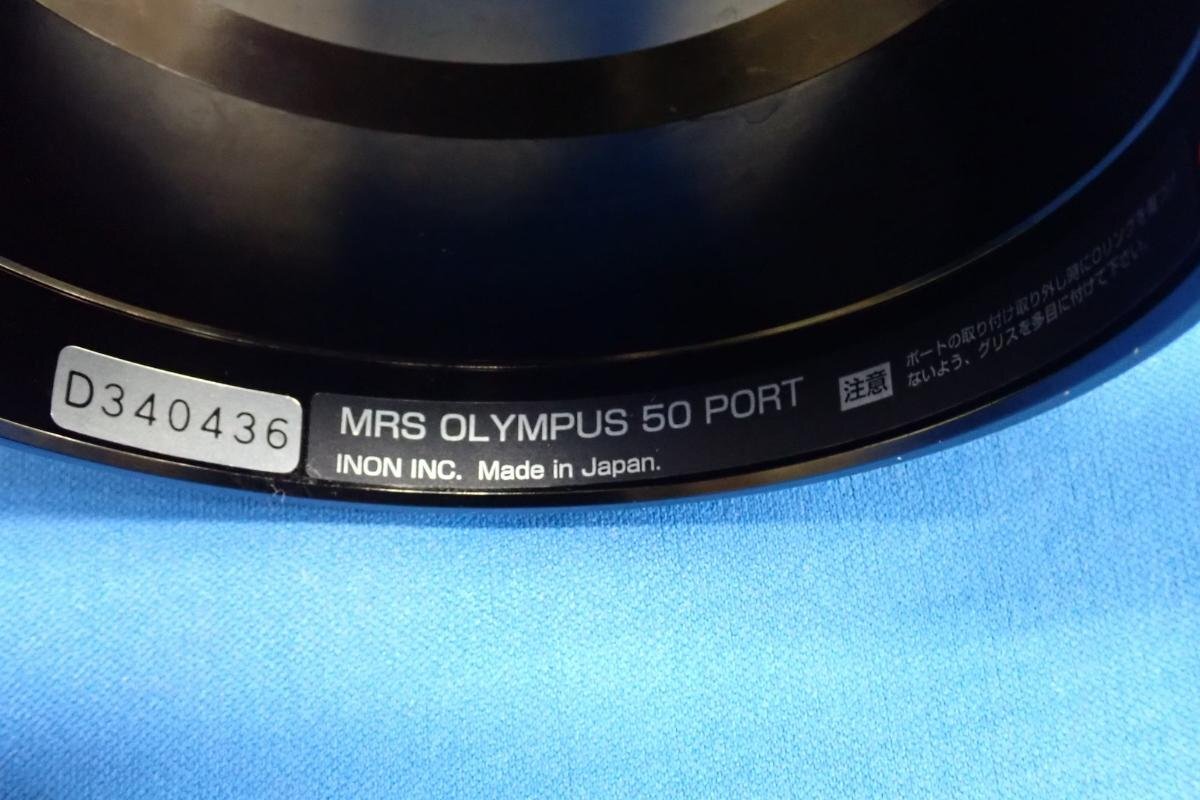 D340436
MRS OLYMPUS 50 PORT
INON INC. Made in Japan.
注意
ポートの取り付け取り外し時にOリングを傷つけ
ないよう、グリスを多目に付けて下さい。